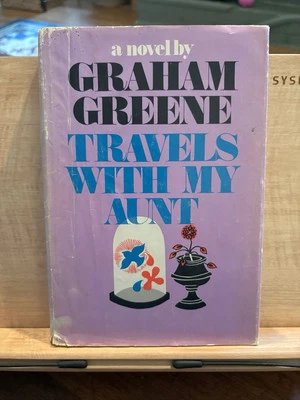 a novel by
GRAHAM
GREENE
TRAVELS
WITH MY
AUNT